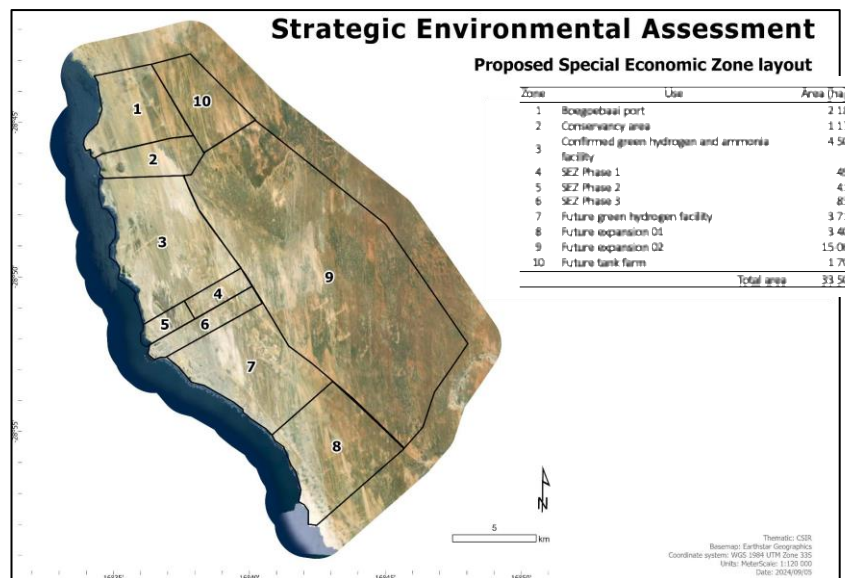 Strategic Environmental Assessment
Proposed Special Economic Zone layout
Zone Use Area (ha
1 Boegoebaai port
2 Conservancy area
3 Confirmed green hydrogen and ammonia
facility
4 SEZ Phase 1
5 SEZ Phase 2
6 SEZ Phase 3
7 Future green hydrogen facility
8 Future expansion 01
9 Future expansion 02
10 Future tank farm
Total area
1
10
2
3
4
5
6
9
7
8
N
5
km
Thematic: CSIR
Basemap: Earthstar Geographics
Coordinate system: WGS 1984 UTM Zone 33S
Units: MeterScale: 1:120 000
Date: 2024/09/05